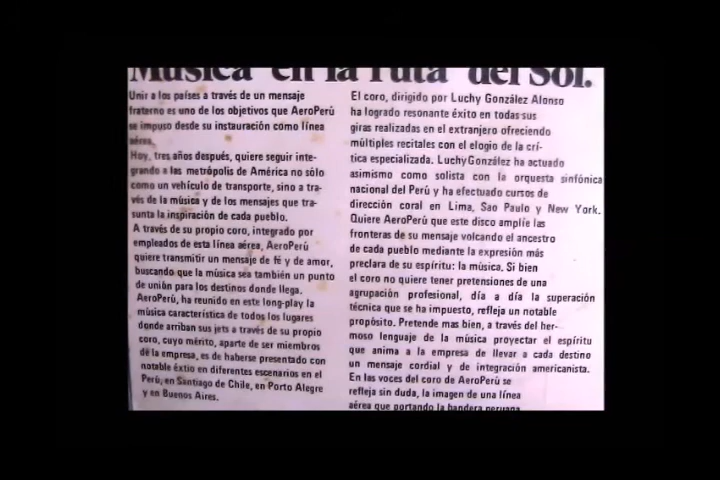 Música en la ruta del Sol.
Unir a los países a través de un mensaje
fraterno es uno de los objetivos que AeroPerú
se impuso desde su instauración como línea
aérea.
Hoy, tres años después, quiere seguir inte-
grando a las metrópolis de América no sólo
como un vehículo de transporte, sino a tra-
vés de la música y de los mensajes que tra-
sunta la inspiración de cada pueblo.
A través de su propio coro, integrado por
empleados de esta línea aérea, AeroPerú
quiere transmitir un mensaje de fé y de amor,
buscando que la música sea también un punto
de unión para los destinos donde llega.
AeroPerú, ha reunido en este long-play la
música característica de todos los lugares
donde arriban sus jets a través de su propio
coro, cuyo mérito, aparte de ser miembros
de la empresa, es de haberse presentado con
notable éxtio en diferentes escenarios en el
Perú, en Santiago de Chile, en Porto Alegre
y en Buenos Aires.
El coro, dirigido por Luchy González Alonso
ha logrado resonante éxito en todas sus
giras realizadas en el extranjero ofreciendo
múltiples recitales con el elogio de la crí-
tica especializada. Luchy González ha actuado
asimismo como solista con la orquesta sinfónica
nacional del Perú y ha efectuado cursos de
dirección coral en Lima, Sao Paulo y New York.
Quiere AeroPerú que este disco amplíe las
fronteras de su mensaje volcando el ancestro
de cada pueblo mediante la expresión más
preclara de su espíritu: la música. Si bien
el coro no quiere tener pretensiones de una
agrupación profesional, día a día la superación
técnica que se ha impuesto, refleja un notable
propósito. Pretende mas bien, a través del her-
moso lenguaje de la música proyectar el espíritu
que anima a la empresa de llevar a cada destino
un mensaje cordial y de integración americanista.
En las voces del coro de AeroPerú se
refleja sin duda, la imagen de una línea
aérea que portando la bandera peruana